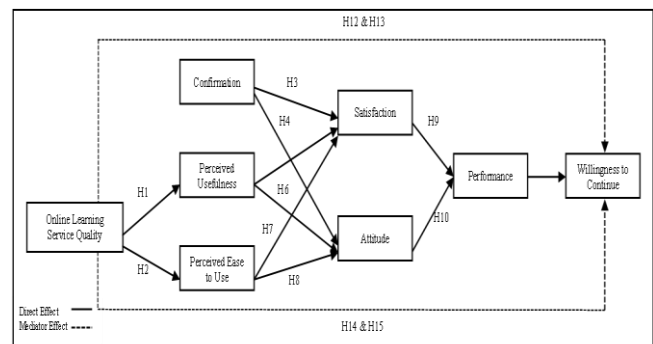 H12 & H13
Confirmation
H3
Satisfaction
H4
H9
Perceived
Usefulness
H1
H6
Performance
Willingness to
Continue
Online Learning
Service Quality
H7
H10
Attitude
H2
Perceived Ease
to Use
H8
Direct Effect
Mediator Effect
H14 & H15